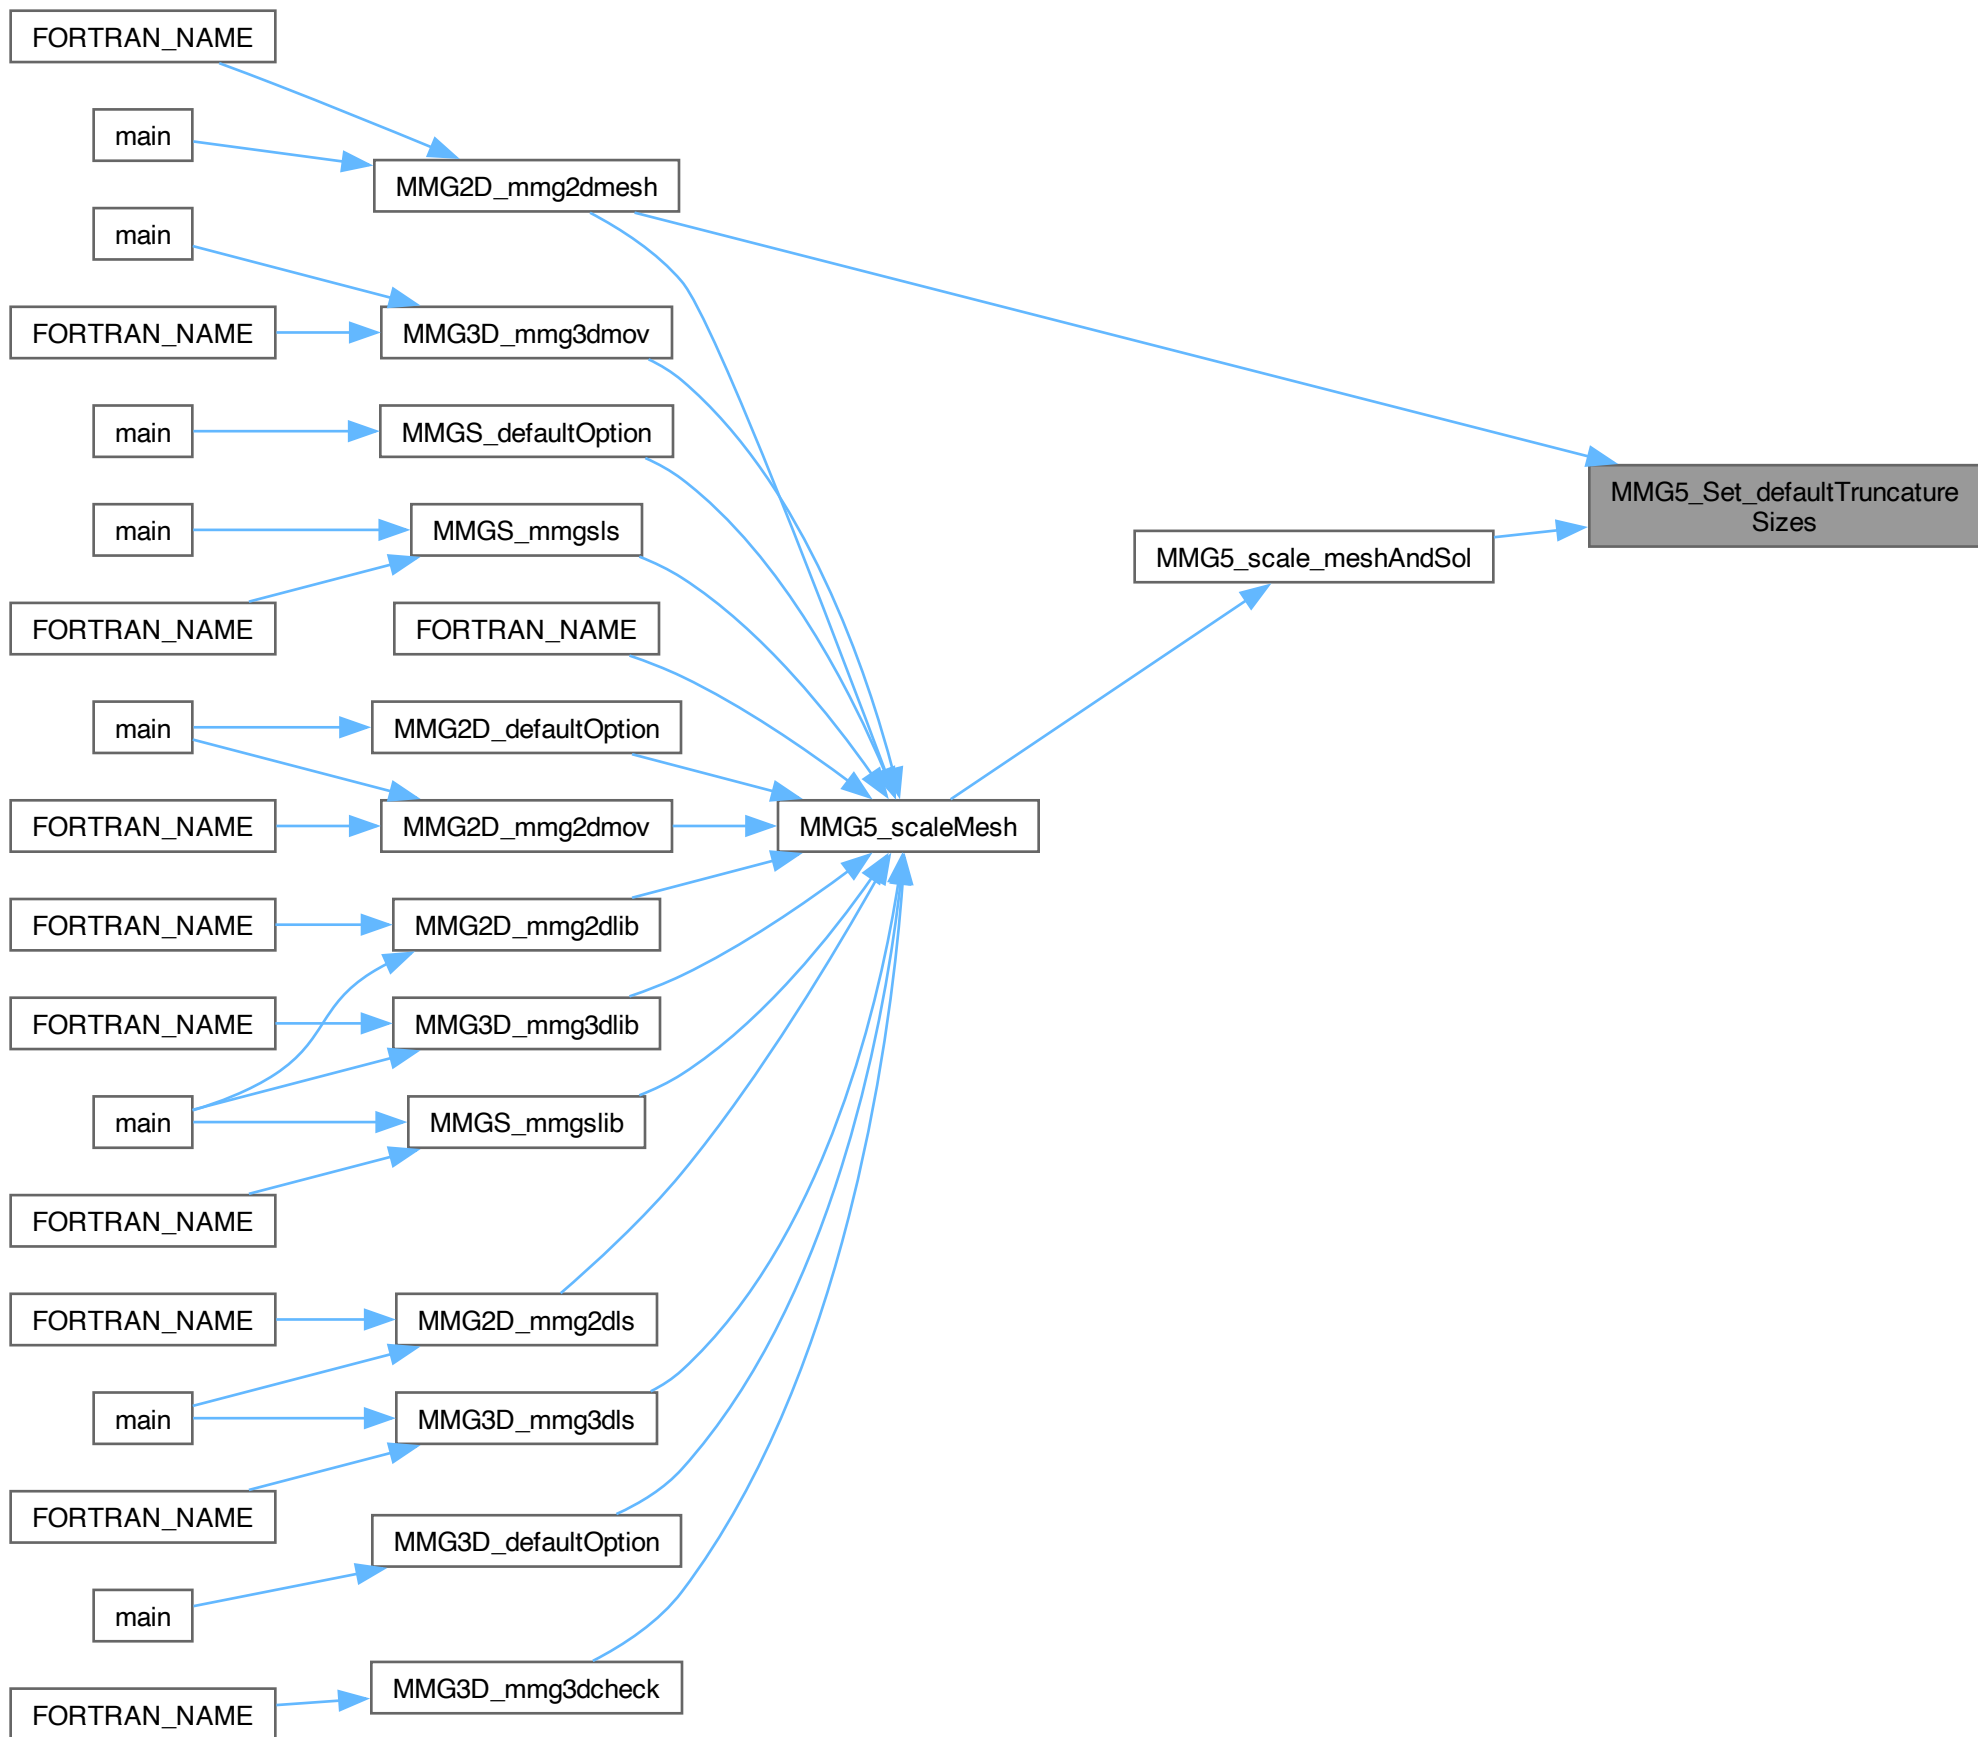 FORTRAN_NAME
main
MMG2D_mmg2dmesh
main
FORTRAN_NAME
MMG3D_mmg3dmov
main
MMGS_defaultOption
MMG5_Set_defaultTruncature
Sizes
main
MMGS_mmgsls
MMG5_scale_meshAndSol
FORTRAN_NAME
FORTRAN_NAME
main
MMG2D_defaultOption
FORTRAN_NAME
MMG2D_mmg2dmov
MMG5_scaleMesh
FORTRAN_NAME
MMG2D_mmg2dlib
FORTRAN_NAME
MMG3D_mmg3dlib
main
MMGS_mmgslib
FORTRAN_NAME
FORTRAN_NAME
MMG2D_mmg2dls
main
MMG3D_mmg3dls
FORTRAN_NAME
MMG3D_defaultOption
main
MMG3D_mmg3dcheck
FORTRAN_NAME